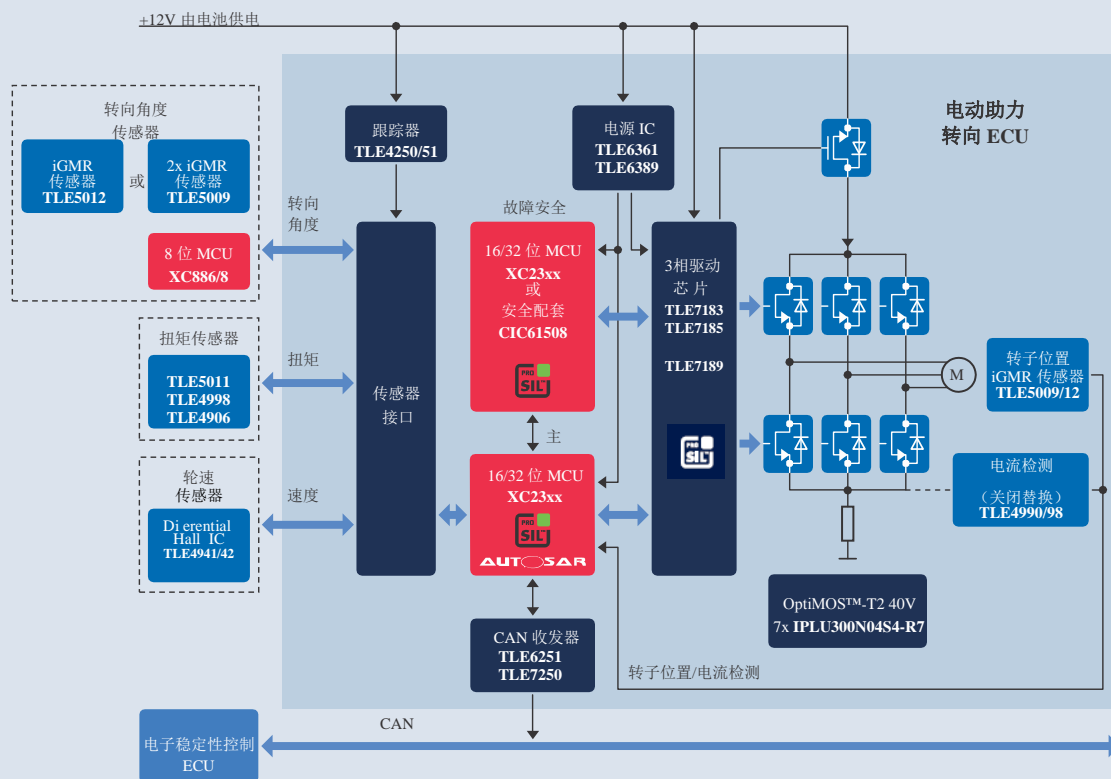 +12V 由电池供电
电动助力
转向 ECU
转向角度
传感器
iGMR
传感器
TLE5012
或
2x iGMR
传感器
TLE5009
8 位 MCU
XC886/8
转向
角度
跟踪器
TLE4250/51
电源 IC
TLE6361
TLE6389
故障安全
16/32 位 MCU
XC23xx
或
安全配套
CIC61508
PRO
SIL™
3相驱动
芯 片
TLE7183
TLE7185
TLE7189
PRO
SIL™
扭矩传感器
TLE5011
TLE4998
TLE4906
扭矩
传感器
接口
M
转子位置
iGMR 传感器
TLE5009/12
主
16/32 位 MCU
XC23xx
PRO
SIL™
AUTOSAR
轮速
传感器
Di erential
Hall IC
TLE4941/42
速度
电流检测
（关闭替换）
TLE4990/98
OptiMOS™-T2 40V
7x IPLU300N04S4-R7
CAN 收发器
TLE6251
TLE7250
转子位置/电流检测
CAN
电子稳定性控制
ECU